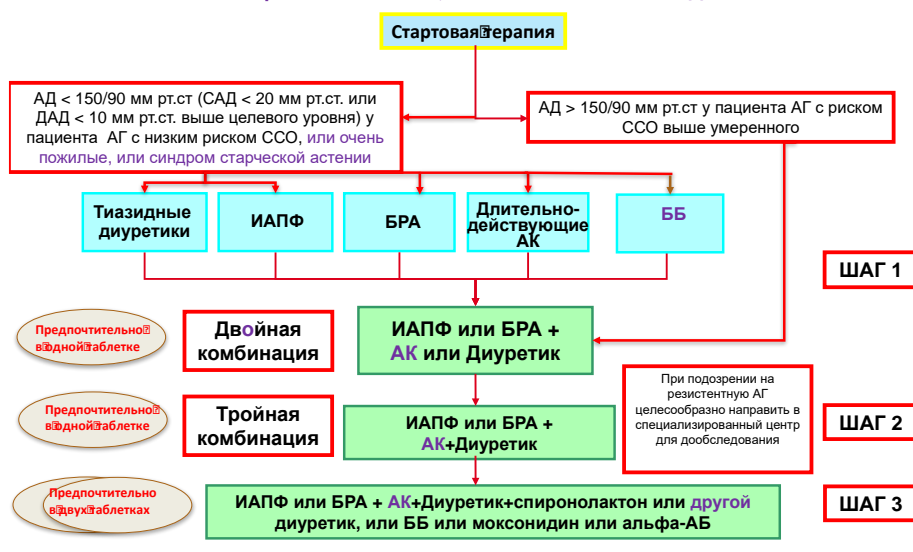 Стартовая терапия
АД < 150/90 мм рт.ст (САД < 20 мм рт.ст. или
ДАД < 10 мм рт.ст. выше целевого уровня) у
пациента АГ с низким риском ССО, или очень
пожилые, или синдром старческой астении
АД > 150/90 мм рт.ст у пациента АГ с риском
ССО выше умеренного
Тиазидные
диуретики
ИАПФ
БРА
Длительно-
действующие
АК
ББ
ШАГ 1
Предпочтительно
в одной таблетке
Двойная
комбинация
ИАПФ или БРА +
АК или Диуретик
Предпочтительно
в одной таблетке
Тройная
комбинация
ИАПФ или БРА +
АК+Диуретик
При подозрении на
резистентную АГ
целесообразно направить в
специализированный центр
для дообследования
ШАГ 2
Предпочтительно
в двух таблетках
ИАПФ или БРА + АК+Диуретик+спиронолактон или другой
диуретик, или ББ или моксонидин или альфа-АБ
ШАГ 3